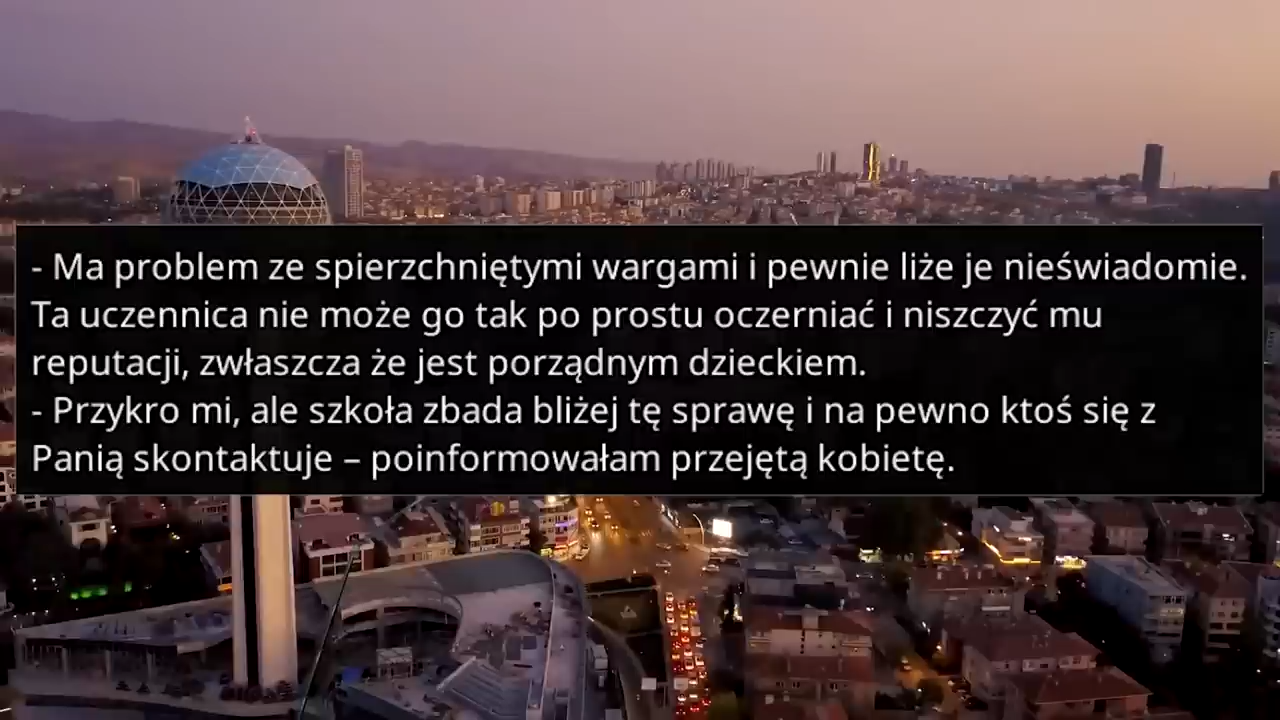 - Ma problem ze spierzchniętymi wargami i pewnie liże je nieświadomie.
Ta uczennica nie może go tak po prostu oczerniać i niszczyć mu
reputacji, zwłaszcza że jest porządnym dzieckiem.
- Przykro mi, ale szkoła zbada bliżej tę sprawę i na pewno ktoś się z
Panią skontaktuje – poinformowałam przejętą kobietę.